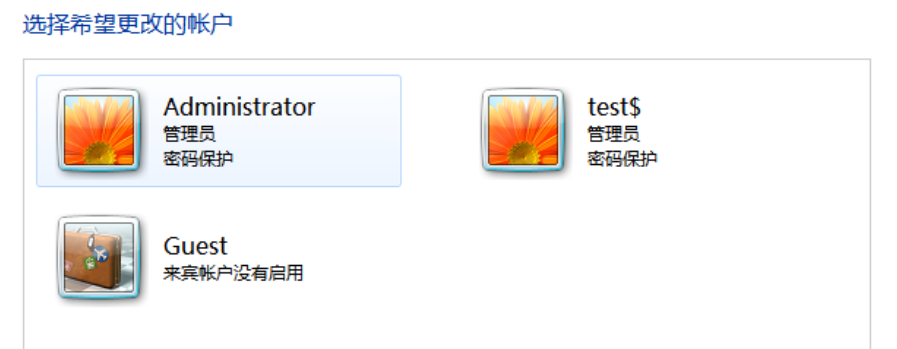 选择希望更改的帐户
Administrator
管理员
密码保护
test$
管理员
密码保护
Guest
来宾帐户没有启用